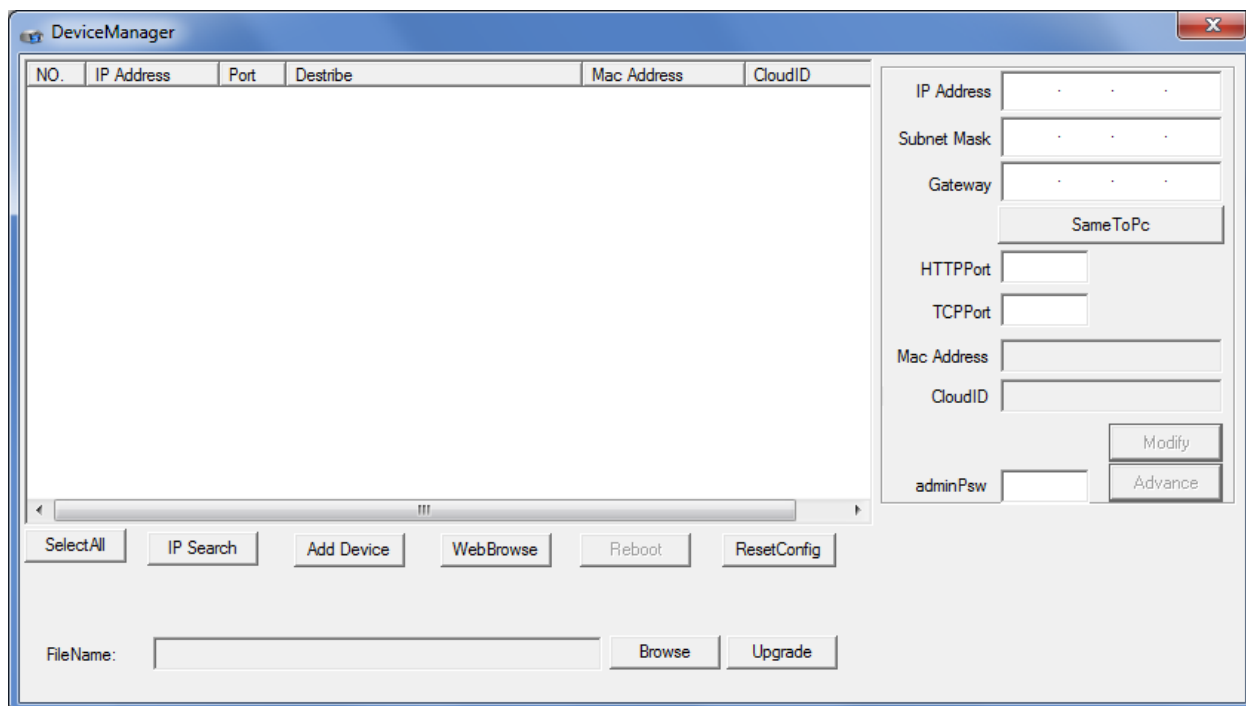 DeviceManager
NO. IP Address Port Destribe Mac Address CloudID
IP Address
Subnet Mask
Gateway
SameToPc
HTTPPort
TCPPort
Mac Address
CloudID
Modify
adminPsw Advance
SelectAll IP Search Add Device WebBrowse Reboot ResetConfig
FileName: Browse Upgrade